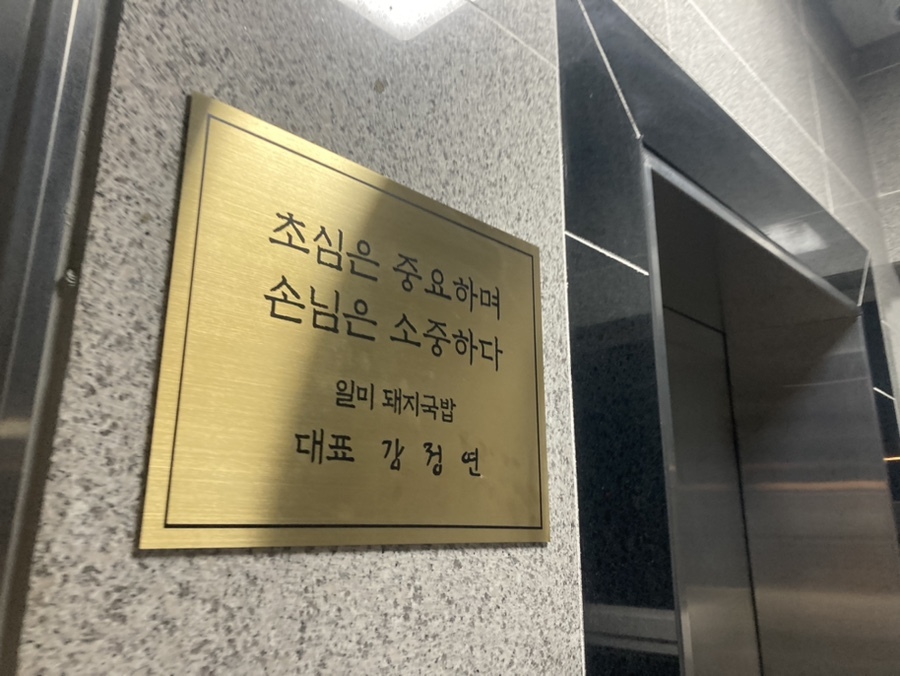 초심은 중요하며
손님은 소중하다
일미 돼지국밥
대표 강 정 연